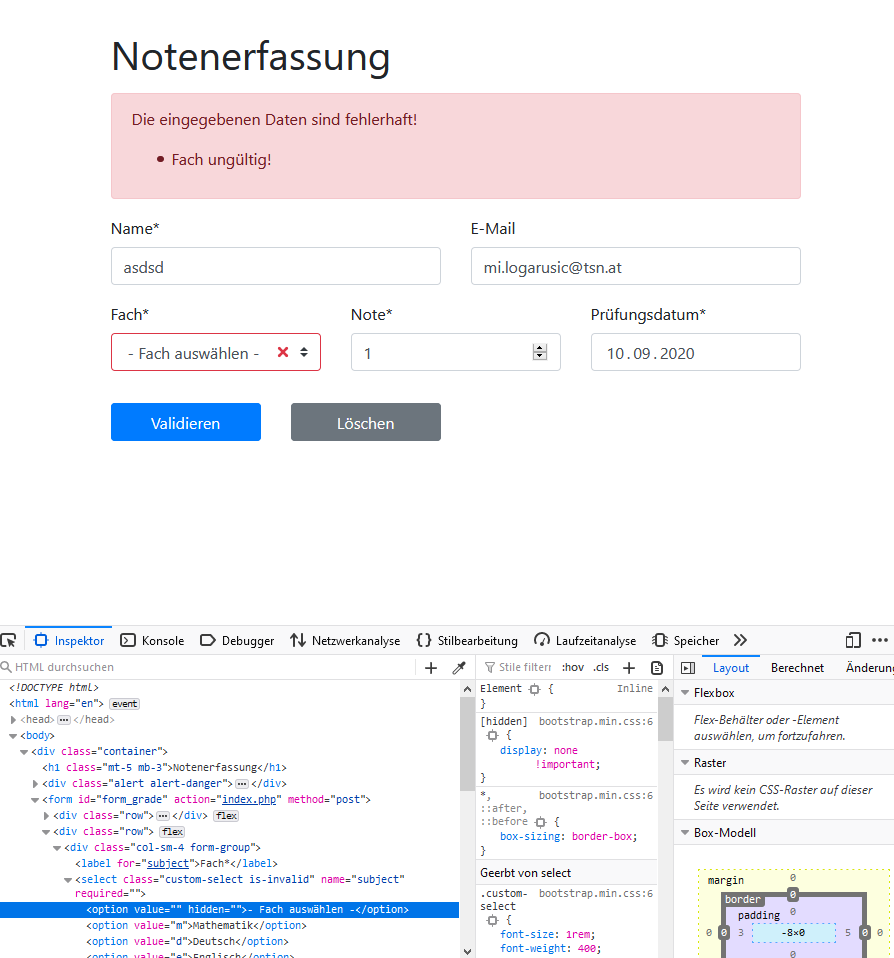 Notenerfassung
Die eingegebenen Daten sind fehlerhaft!
• Fach ungültig!
Name* E-Mail
asdsd mi.logarusic@tsn.at
Fach* Note* Prüfungsdatum*
- Fach auswählen - 1 10.09.2020
Validieren Löschen
Inspektor Konsole Debugger Netzwerkanalyse Stilbearbeitung Laufzeitanalyse Speicher
HTML durchsuchen
<!DOCTYPE html>
<html lang="en"> event
<head> ... </head>
<body>
<div class="container">
<h1 class="mt-5 mb-3">Notenerfassung</h1>
<div class="alert alert-danger"> ... </div>
<form id="form_grade" action="index.php" method="post">
<div class="row"> ... </div> flex
<div class="row"> flex
<div class="col-sm-4 form-group">
<label for="subject">Fach*</label>
<select class="custom-select is-invalid" name="subject"
required="">
<option value="" hidden="">- Fach auswählen -</option>
<option value="m">Mathematik</option>
<option value="d">Deutsch</option>
<option value="e">Englisch</option>
Stile filtern :hov .cls
Element { Inline
}
[hidden] bootstrap.min.css:6
{
display: none
!important;
}
*, bootstrap.min.css:6
::after,
::before {
box-sizing: border-box;
}
Geerbt von select
.custom- bootstrap.min.css:6
select
{
font-size: 1rem;
font-weight: 400;
Layout Berechnet Änderun
Flexbox
Flex-Behälter oder -Element
auswählen, um fortzufahren.
Raster
Es wird kein CSS-Raster auf dieser
Seite verwendet.
Box-Modell
margin 0
border 0
padding 0
0 0 3 -8×0 5 0 0
0